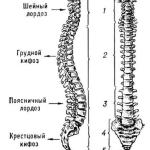 Шейный
лордоз
1
Грудной
кифоз
2
Поясничный
лордоз
3
Крестцовый
кифоз
4
5